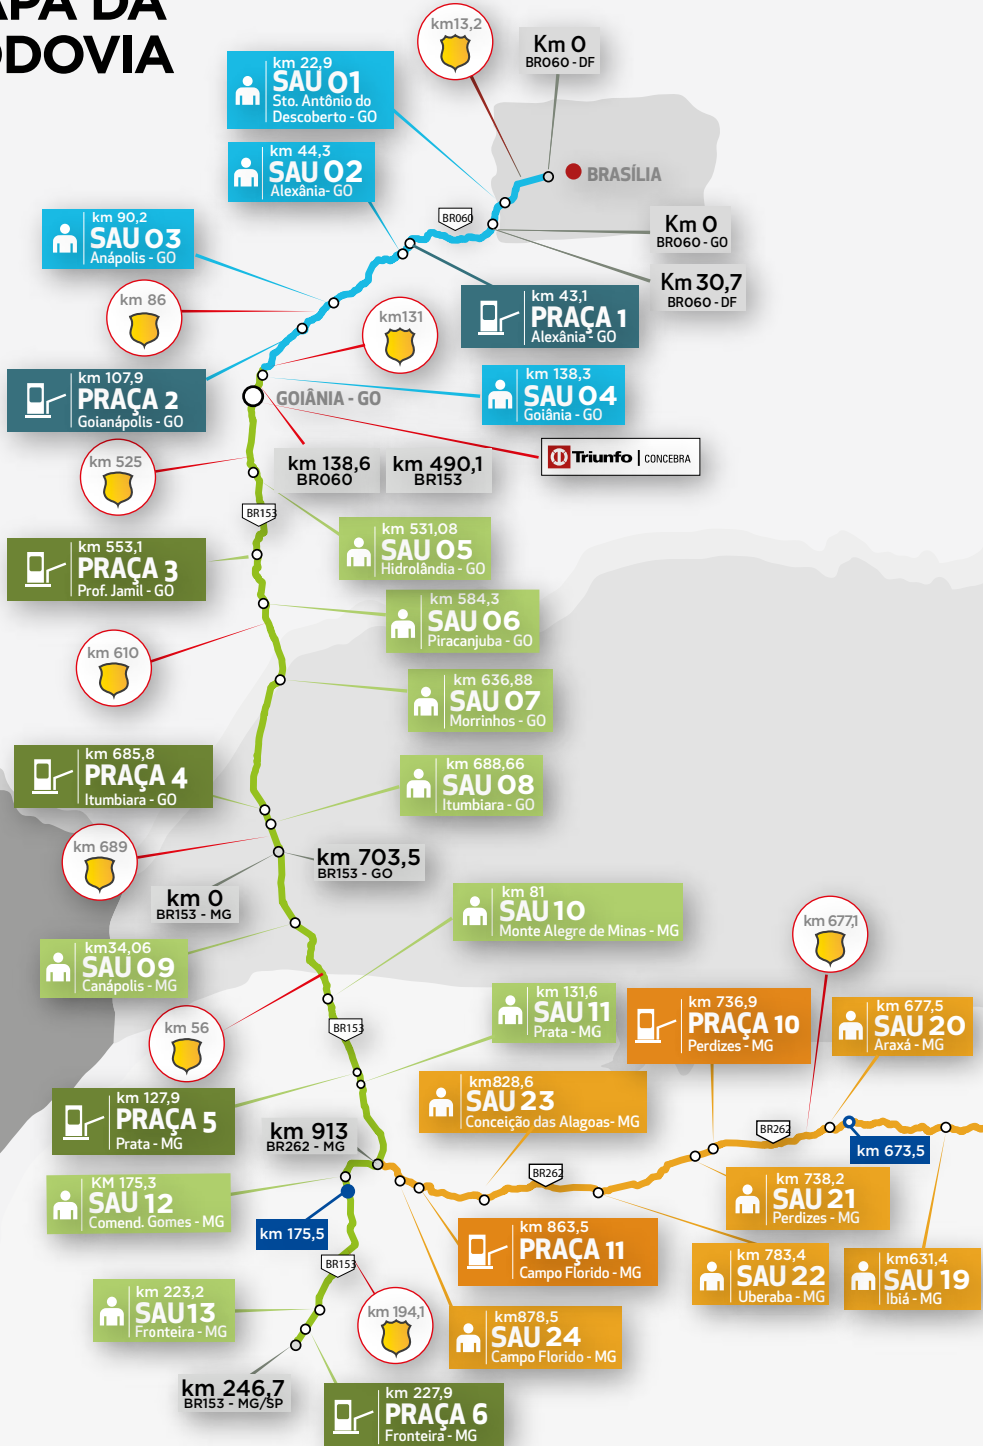 APA DA
ODOVIA
km13,2
Km 0
BR060 - DF
km 22,9
SAU 01
Sto. Antônio do
Descoberto - GO
km 44,3
SAU 02
Alexânia- GO
BRASÍLIA
BR060
Km 0
BR060 - GO
Km 30,7
BR060 - DF
km 90,2
SAU 03
Anápolis - GO
km 86
km131
km 43,1
PRAÇA 1
Alexânia - GO
km 107,9
PRAÇA 2
Goianápolis - GO
GOIÂNIA - GO
km 138,3
SAU 04
Goiânia - GO
km 138,6
BR060
km 490,1
BR153
Triunfo | CONCEBRA
km 525
BR153
km 531,08
SAU 05
Hidrolândia - GO
km 553,1
PRAÇA 3
Prof. Jamil - GO
km 584,3
SAU 06
Piracanjuba - GO
km 610
km 636,88
SAU 07
Morrinhos - GO
km 685,8
PRAÇA 4
Itumbiara - GO
km 688,66
SAU 08
Itumbiara - GO
km 689
km 703,5
BR153 - GO
km 0
BR153 - MG
km 81
SAU 10
Monte Alegre de Minas - MG
km34,06
SAU 09
Canápolis - MG
km 677,1
km 56
BR153
km 131,6
SAU 11
Prata - MG
km 736,9
PRAÇA 10
Perdizes - MG
km 677,5
SAU 20
Araxá - MG
km 127,9
PRAÇA 5
Prata - MG
km828,6
SAU 23
Conceição das Alagoas- MG
km 913
BR262 - MG
BR262
km 673,5
BR262
KM 175,3
SAU 12
Comend. Gomes - MG
km 175,5
km 738,2
SAU 21
Perdizes - MG
km 863,5
PRAÇA 11
Campo Florido - MG
km 783,4
SAU 22
Uberaba - MG
km631,4
SAU 19
Ibiá - MG
BR153
km 223,2
SAU13
Fronteira - MG
km 194,1
km878,5
SAU 24
Campo Florido - MG
km 246,7
BR153 - MG/SP
km 227,9
PRAÇA 6
Fronteira - MG